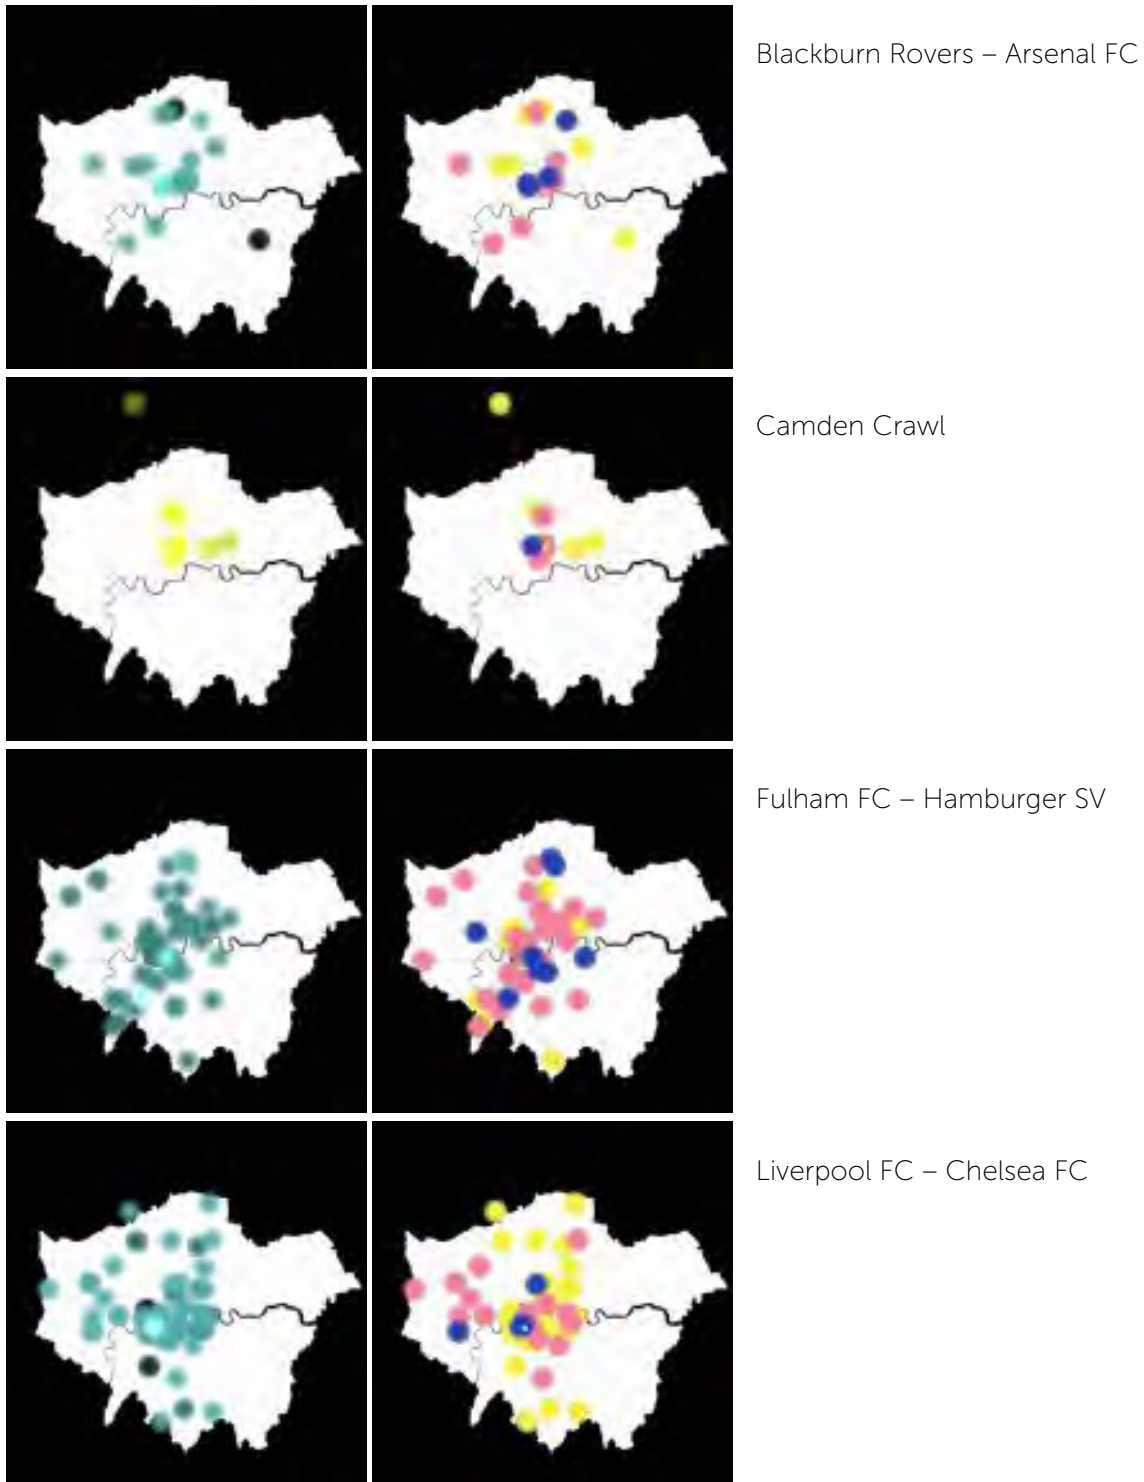 Blackburn Rovers – Arsenal FC
Camden Crawl
Fulham FC – Hamburger SV
Liverpool FC – Chelsea FC